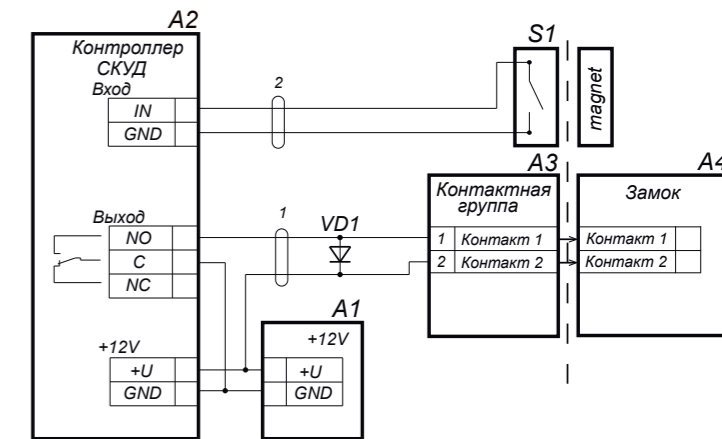 A2
Контроллер
СКУД
Вход
IN
GND
2
S1
magnet
Выход
NO
C
NC
1
VD1
A3
Контактная
группа
1 Контакт 1
2 Контакт 2
A4
Замок
Контакт 1
Контакт 2
+12V
+U
GND
A1
+12V
+U
GND